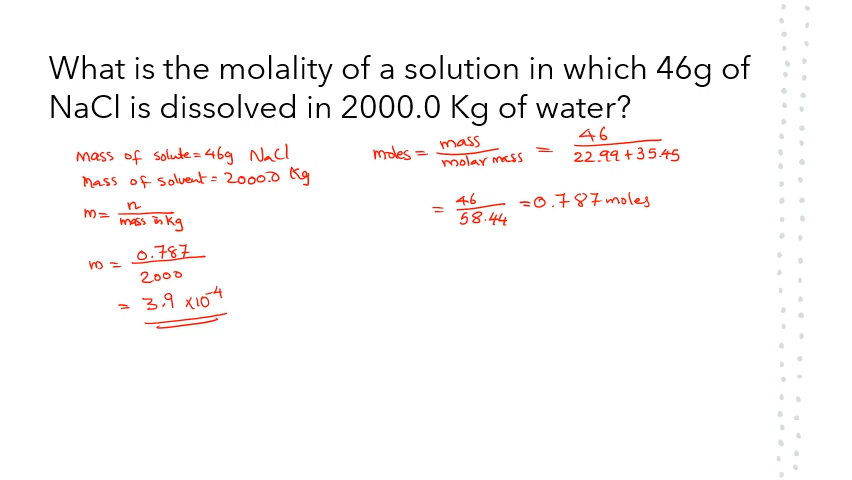 What is the molality of a solution in which 46g of
NaCl is dissolved in 2000.0 Kg of water?
mass of solute = 46g NaCl
mass of solvent = 2000.0 Kg
m = n / mass in Kg
m = 0.787 / 2000
= 3.9 ×10⁻⁴
moles = mass / molar mass = 46 / 22.99 + 35.45
= 46 / 58.44 = 0.787 moles